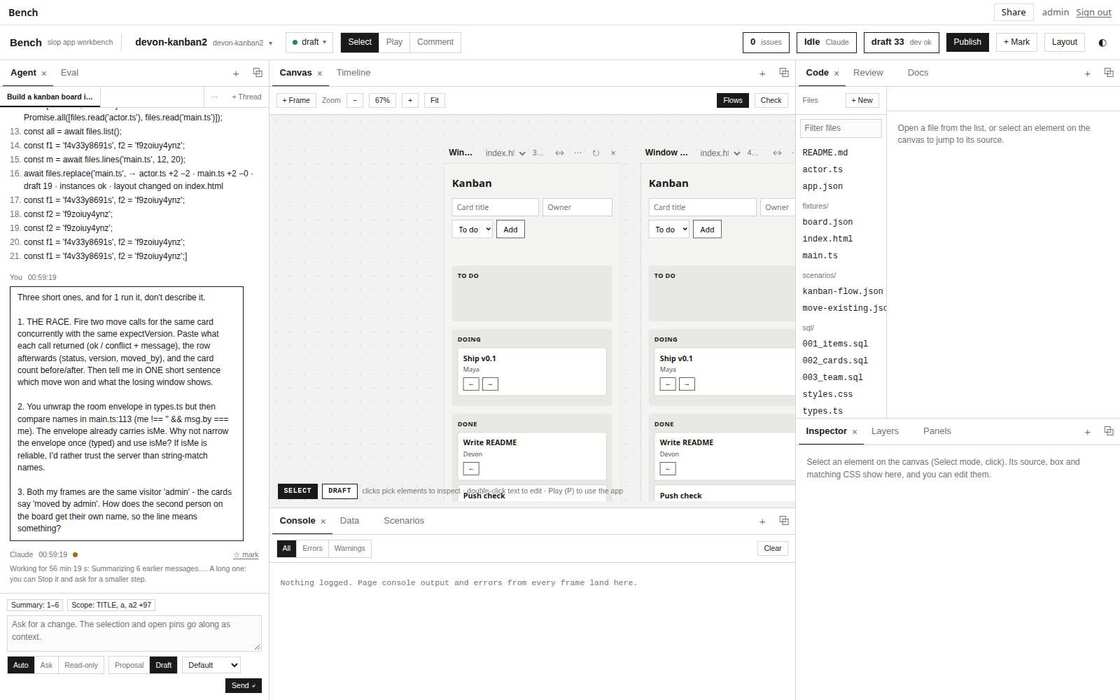 Bench
Share admin Sign out
Bench slop app workbench devon-kanban2 devon-kanban2 draft Select Play Comment 0 issues Idle Claude draft 33 dev ok Publish + Mark Layout
Agent × Eval +
Build a kanban board i… ··· + Thread
Promise.all([files.read('actor.ts'), files.read('main.ts')]);
13. const all = await files.list();
14. const f1 = 'f4v33y8691s', f2 = 'f9zoiuy4ynz';
15. const m = await files.lines('main.ts', 12, 20);
16. await files.replace('main.ts', → actor.ts +2 −2 · main.ts +2 −0 ·
draft 19 · instances ok · layout changed on index.html
17. const f1 = 'f4v33y8691s', f2 = 'f9zoiuy4ynz';
18. const f2 = 'f9zoiuy4ynz';
19. const f2 = 'f9zoiuy4ynz';
20. const f1 = 'f4v33y8691s', f2 = 'f9zoiuy4ynz';
21. const f1 = 'f4v33y8691s', f2 = 'f9zoiuy4ynz';]
You 00:59:19
Three short ones, and for 1 run it, don't describe it.
1. THE RACE. Fire two move calls for the same card
concurrently with the same expectVersion. Paste what
each call returned (ok / conflict + message), the row
afterwards (status, version, moved_by), and the card
count before/after. Then tell me in ONE short sentence
which move won and what the losing window shows.
2. You unwrap the room envelope in types.ts but then
compare names in main.ts:113 (me !== '' && msg.by ===
me). The envelope already carries isMe. Why not narrow
the envelope once (typed) and use isMe? If isMe is
reliable, I'd rather trust the server than string-match
names.
3. Both my frames are the same visitor 'admin' - the cards
say 'moved by admin'. How does the second person on
the board get their own name, so the line means
something?
Claude 00:59:19 ☆ mark
Working for 56 min 19 s: Summarizing 6 earlier messages…. A long one:
you can Stop it and ask for a smaller step.
Summary: 1–6 Scope: TITLE, a, a2 +97
Ask for a change. The selection and open pins go along as
context.
Auto Ask Read-only Proposal Draft Default
Send
Canvas × Timeline +
+ Frame Zoom − 67% + Fit Flows Check
Win… index.h 3… ↔ ··· ×
Kanban
Card title Owner
To do Add
TO DO
DOING
Ship v0.1
Maya
← →
DONE
Write README
Devon
←
Push check
Window … index.h 4… ↔
Kanban
Card title Owner
To do Add
TO DO
DOING
Ship v0.1
Maya
← →
DONE
Write README
Devon
←
Push check
SELECT DRAFT clicks pick elements to inspect · double-click text to edit · Play (P) to use the app
Console × Data Scenarios +
All Errors Warnings Clear
Nothing logged. Page console output and errors from every frame land here.
Code × Review Docs +
Files + New
Filter files
README.md
actor.ts
app.json
fixtures/
board.json
index.html
main.ts
scenarios/
kanban-flow.json
move-existing.jso
sql/
001_items.sql
002_cards.sql
003_team.sql
styles.css
types.ts
Open a file from the list, or select an element on the
canvas to jump to its source.
Inspector × Layers Panels +
Select an element on the canvas (Select mode, click). Its source, box and
matching CSS show here, and you can edit them.